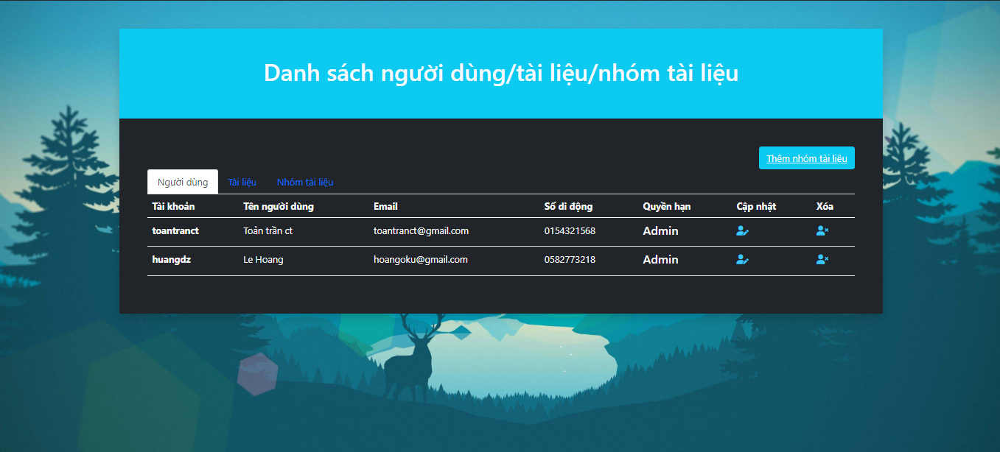 Danh sách người dùng/tài liệu/nhóm tài liệu
Thêm nhóm tài liệu
Người dùng Tài liệu Nhóm tài liệu
Tài khoản Tên người dùng Email Số di động Quyền hạn Cập nhật Xóa
toantranct Toản trần ct toantranct@gmail.com 0154321568 Admin
huangdz Le Hoang hoangoku@gmail.com 0582773218 Admin